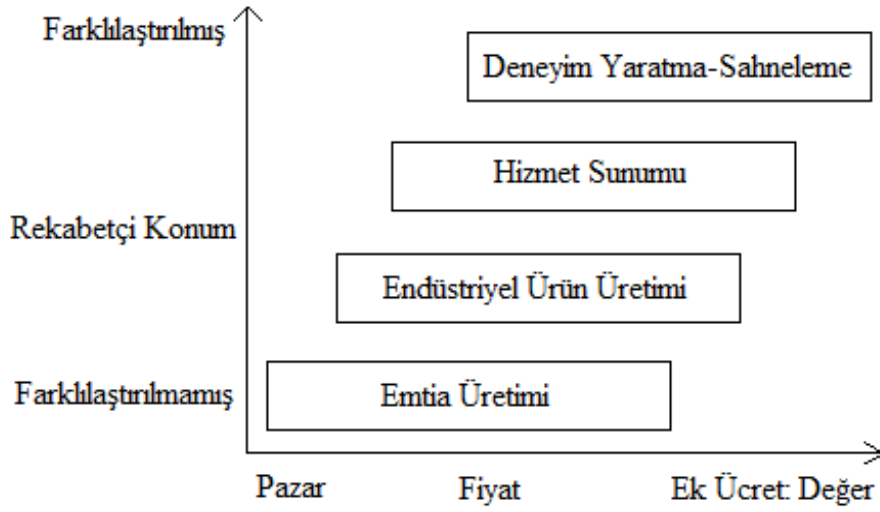 Farklılaştırılmış
Deneyim Yaratma-Sahneleme
Hizmet Sunumu
Rekabetçi Konum
Endüstriyel Ürün Üretimi
Farklılaştırılmamış
Emtia Üretimi
Pazar
Fiyat
Ek Ücret: Değer